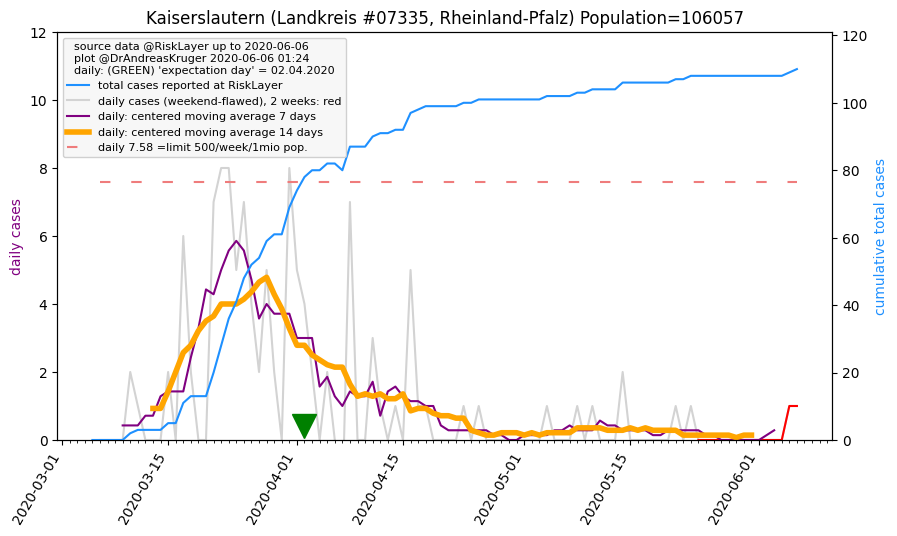 Kaiserslautern (Landkreis #07335, Rheinland-Pfalz) Population=106057
source data @RiskLayer up to 2020-06-06
plot @DrAndreasKruger 2020-06-06 01:24
daily: (GREEN) 'expectation day' = 02.04.2020
total cases reported at RiskLayer
daily cases (weekend-flawed), 2 weeks: red
daily: centered moving average 7 days
daily: centered moving average 14 days
daily 7.58 =limit 500/week/1mio pop.
daily cases
12
10
8
6
4
2
0
cumulative total cases
120
100
80
60
40
20
0
2020-03-01
2020-03-15
2020-04-01
2020-04-15
2020-05-01
2020-05-15
2020-06-01